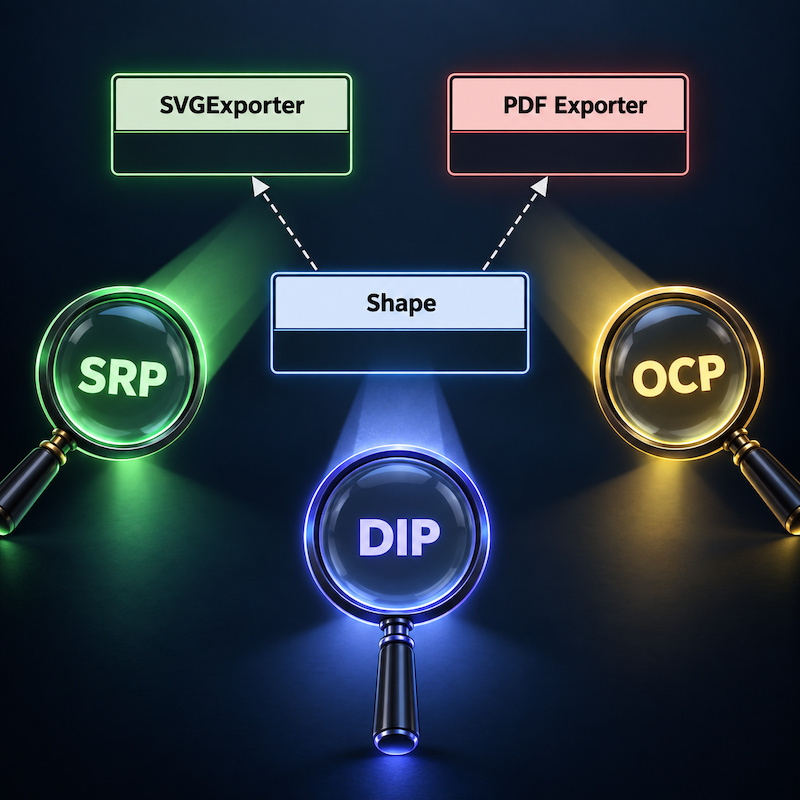 SVGExporter
PDF Exporter
Shape
SRP
OCP
DIP